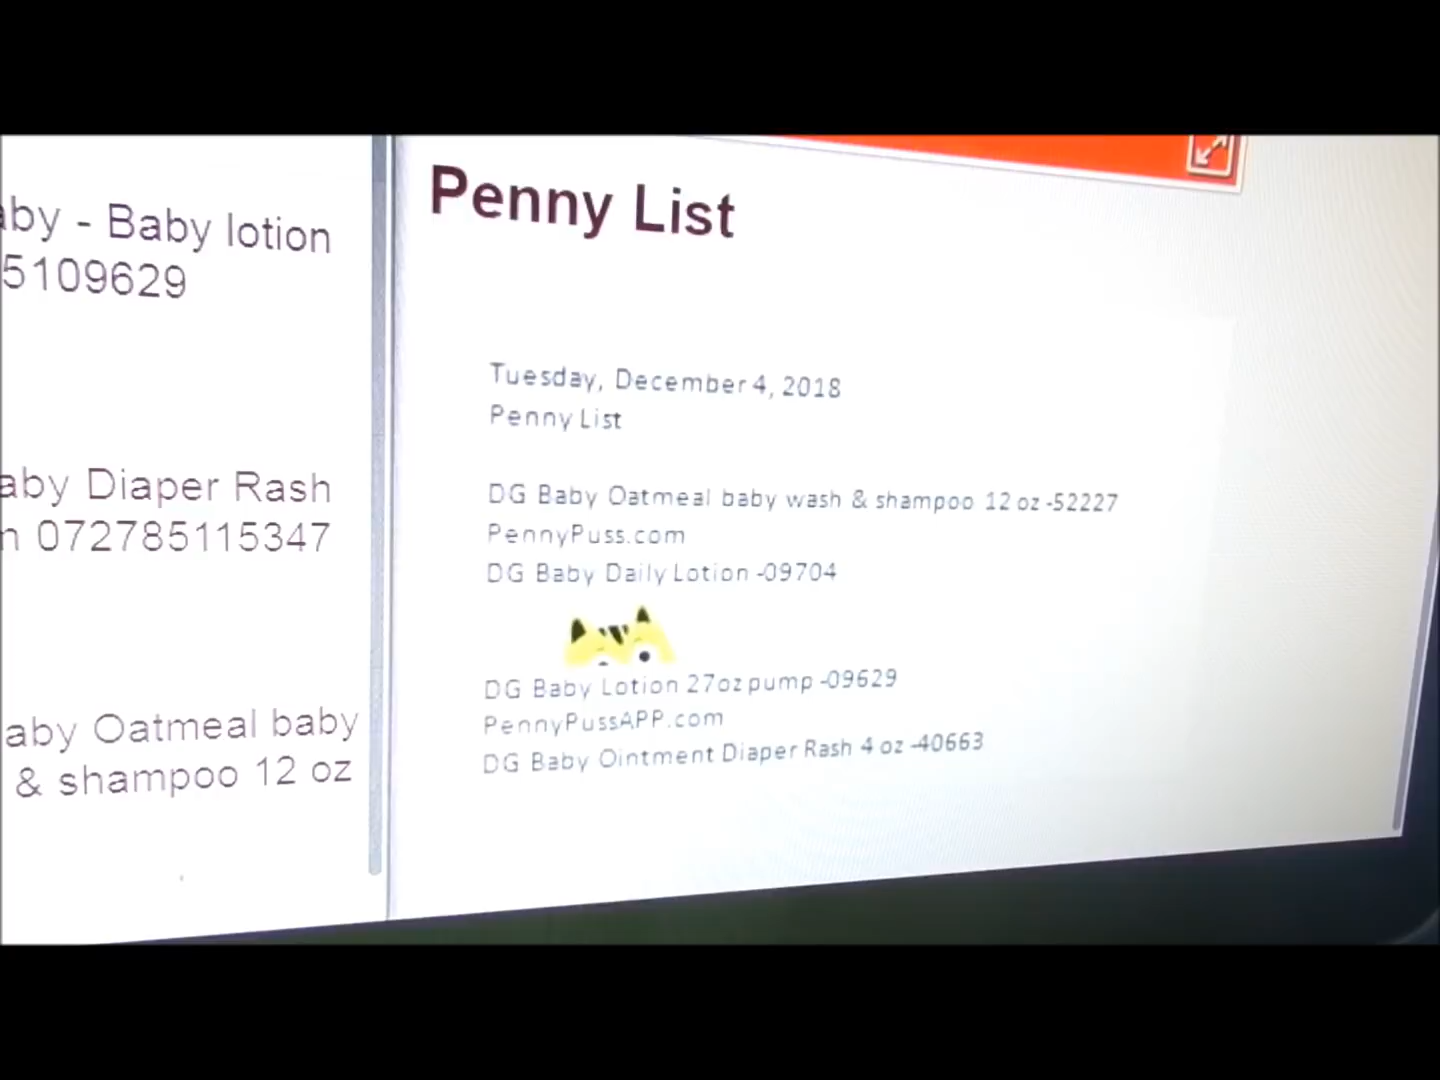 aby - Baby lotion
5109629
aby Diaper Rash
072785115347
aby Oatmeal baby
& shampoo 12 oz
Penny List
Tuesday, December 4, 2018
Penny List
DG Baby Oatmeal baby wash & shampoo 12 oz -52227
PennyPuss.com
DG Baby Daily Lotion -09704
DG Baby Lotion 27oz pump -09629
PennyPussAPP.com
DG Baby Ointment Diaper Rash 4 oz -40663